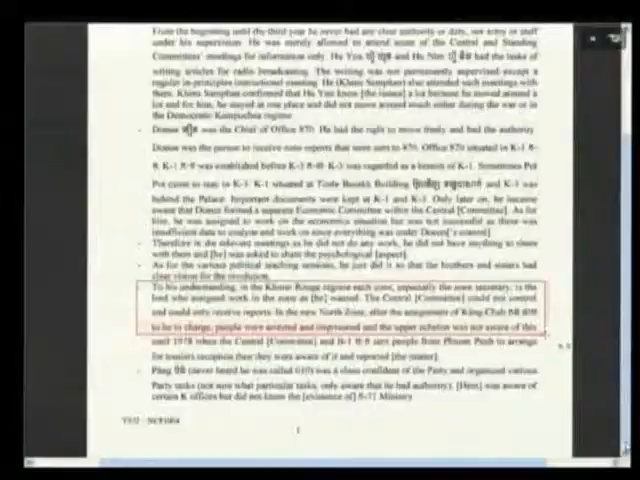 From the beginning until the third year he never had any clear authority or duty, nor entry or staff
under his supervision. He was merely allowed to attend some of the Central and Standing
Committees' meetings for information only. Hu Yun and Hu Nim had the tasks of
writing articles for radio broadcasting. The writing was not permanently supervised except a
regular in-principles instructional meeting. He (Khieu Samphan) also attended such meetings with
them. Khieu Samphan confirmed that Hu Yun knew [the issues] a lot because he moved around a
lot and for him, he stayed at one place and did not move around much either during the war or in
the Democratic Kampuchea regime
- Doeun was the Chief of Office 870. He had the right to move freely and had the authority.
Doeun was the person to receive some reports that were sent to 870. Office 870 situated in K-1
K-1 was established before K-3 K-3 was regarded as a branch of K-1. Sometimes Pol
Pot came to stay in K-3. K-1 situated at Tonle Bassac Building and K-3 was
behind the Palace. Important documents were kept at K-1 and K-3. Only later on, he became
aware that Doeun formed a separate Economic Committee within the Central [Committee]. As for
him, he was assigned to work on the economics situation but was not successful as there was
insufficient data to analyze and work on since everything was under Doeun['s control]
- Therefore in the relevant meetings as he did not do any work, he did not have anything to share
with them and [he] was asked to share the psychological [aspect].
- As for the various political teaching sessions, he just did it so that the brothers and sisters had
clear vision for the revolution.
To his understanding, in the Khmer Rouge regime each zone, especially the zone secretary, is the
lord who assigned work in the zone as [he] wanted. The Central [Committee] could not control
and could only receive reports. In the new North Zone, after the assignment of Kang Chab
to be in charge, people were arrested and imprisoned and the upper echelon was not aware of this
until 1978 when the Central [Committee] and B-1 sent people from Phnom Penh to arrange
for tourists reception then they were aware of it and reported [the matter].
- Pang (never heard he was called 010) was a close confidant of the Party and organized various
Party tasks (not sure what particular tasks, only aware that he had authority). [Him] was aware of
certain K offices but did not know the [existence of] S-71 Ministry
1